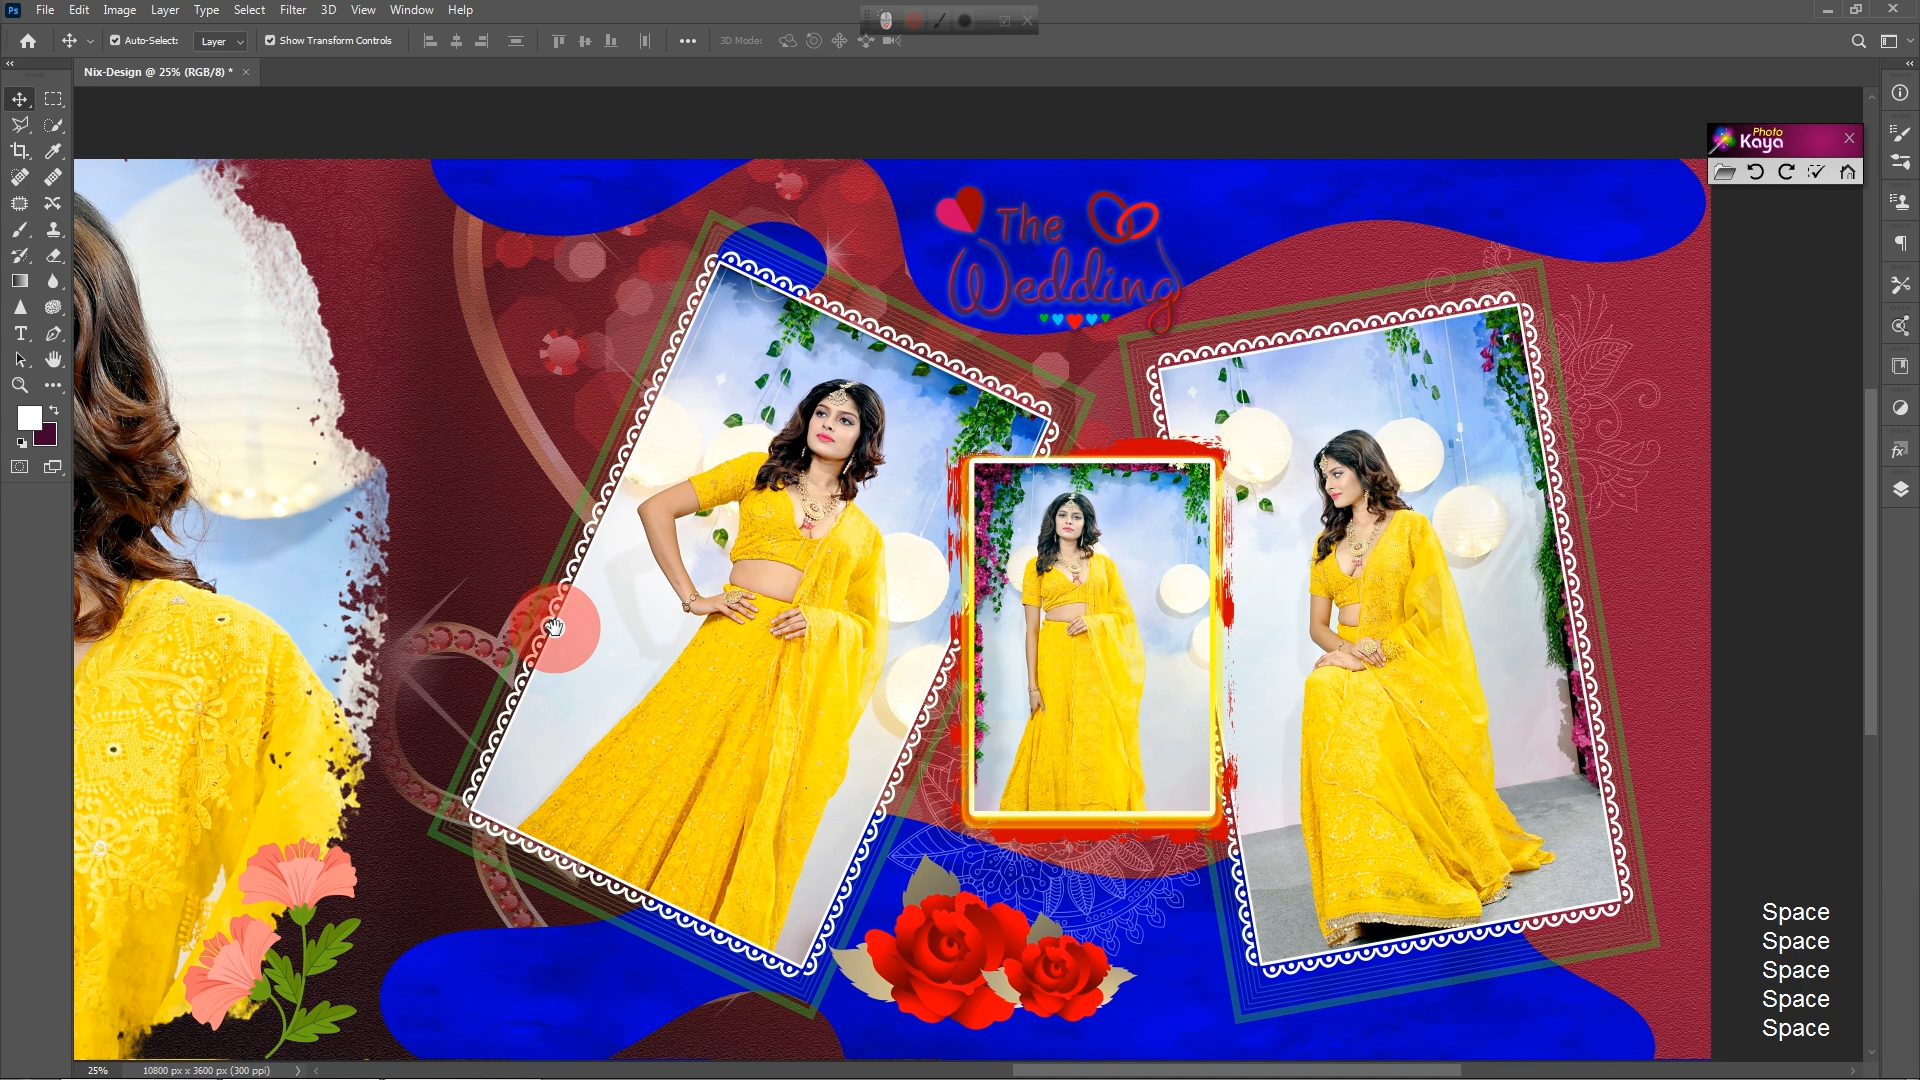 Ps File Edit Image Layer Type Select Filter 3D View Window Help
Auto-Select: Layer Show Transform Controls 3D Mode:
Nix-Design @ 25% (RGB/8) *
Photo
Kaya
The
Wedding
Space
Space
Space
Space
Space
25% 10800 px x 3600 px (300 ppi)